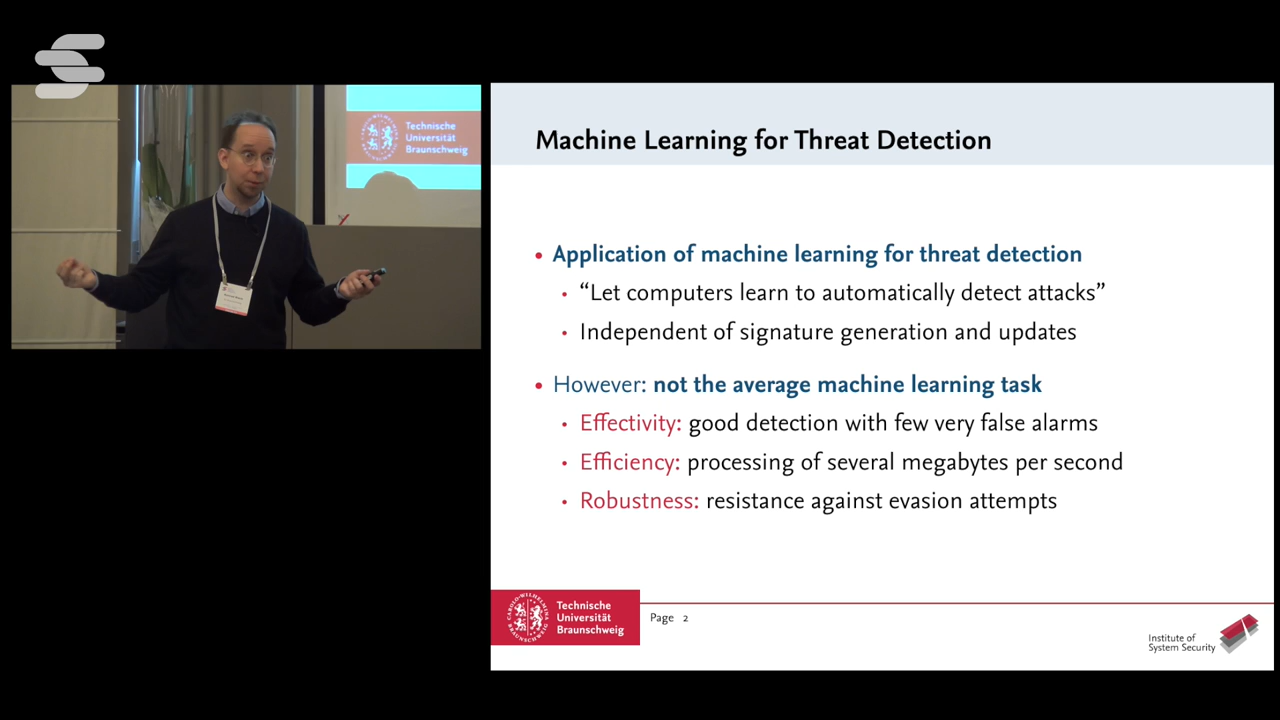 Technische
Universität
Braunschweig
Machine Learning for Threat Detection
• Application of machine learning for threat detection
• “Let computers learn to automatically detect attacks”
• Independent of signature generation and updates
• However: not the average machine learning task
• Effectivity: good detection with few very false alarms
• Efficiency: processing of several megabytes per second
• Robustness: resistance against evasion attempts
Technische
Universität
Braunschweig
Page 2
Institute of
System Security